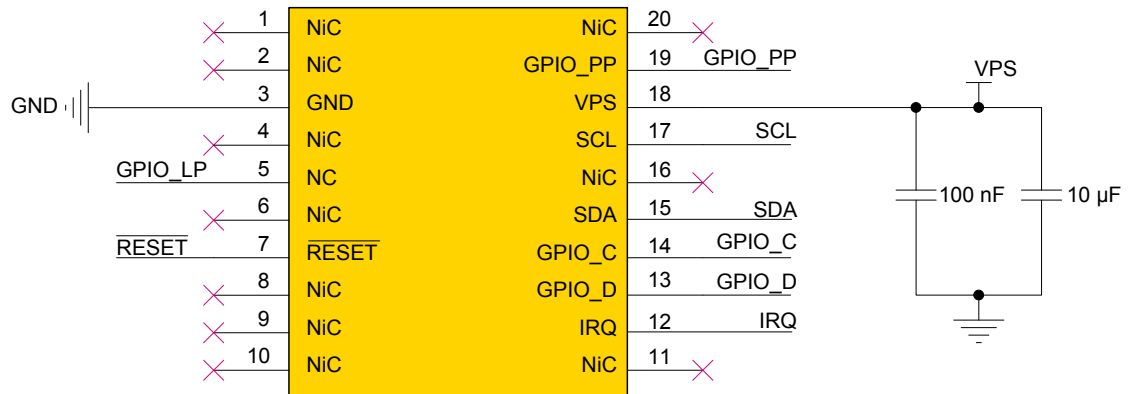 1 NiC NiC 20
2 NiC GPIO_PP 19 GPIO_PP
VPS
GND 3 GND VPS 18
4 NiC SCL 17 SCL
GPIO_LP 5 NC NiC 16
100 nF 10 µF
6 NiC SDA 15 SDA
RESET 7 RESET GPIO_C 14 GPIO_C
8 NiC GPIO_D 13 GPIO_D
9 NiC IRQ 12 IRQ
10 NiC NiC 11